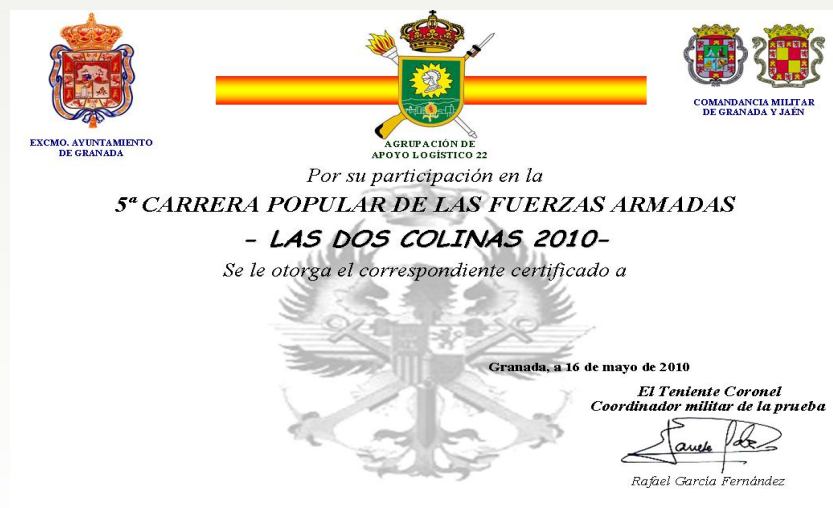 EXCMO. AYUNTAMIENTO
DE GRANADA
AGRUPACIÓN DE
APOYO LOGÍSTICO 22
COMANDANCIA MILITAR
DE GRANADA Y JAÉN
Por su participación en la
5ª CARRERA POPULAR DE LAS FUERZAS ARMADAS
- LAS DOS COLINAS 2010-
Se le otorga el correspondiente certificado a
Granada, a 16 de mayo de 2010
El Teniente Coronel
Coordinador militar de la prueba
Rafael García Fernández